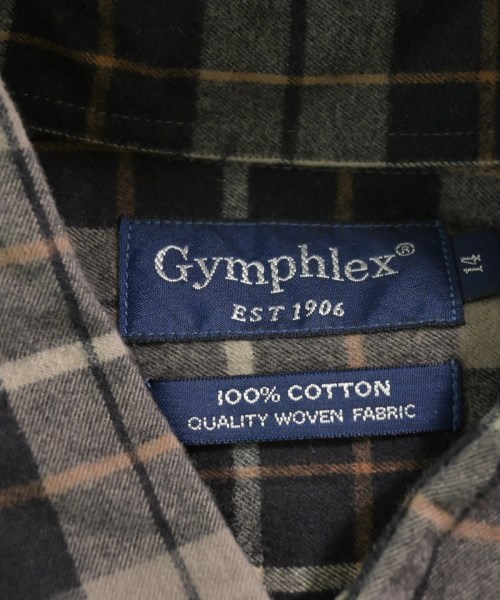 Gymphlex®
EST 1906
14
100% COTTON
QUALITY WOVEN FABRIC